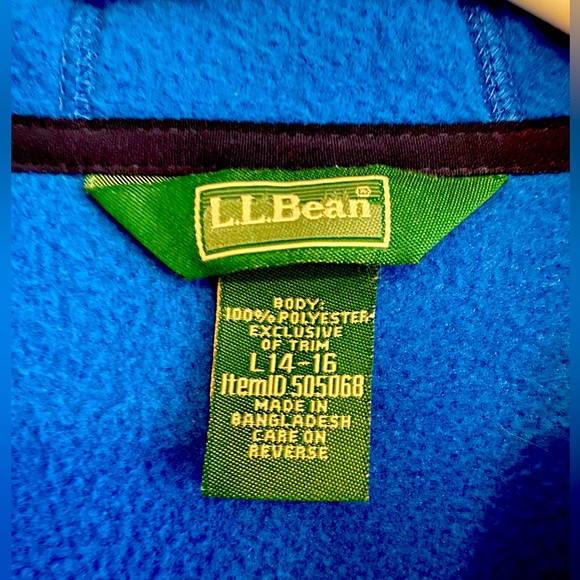 L.L.Bean®
BODY:
100% POLYESTER
EXCLUSIVE
OF TRIM
L 14-16
ItemID 505068
MADE IN
BANGLADESH
CARE ON
REVERSE